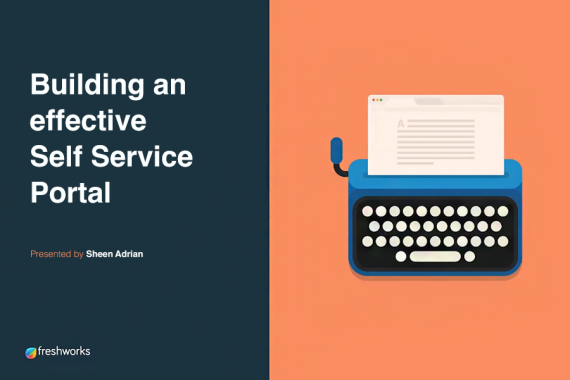 Building an
effective
Self Service
Portal
Presented by Sheen Adrian
freshworks
A